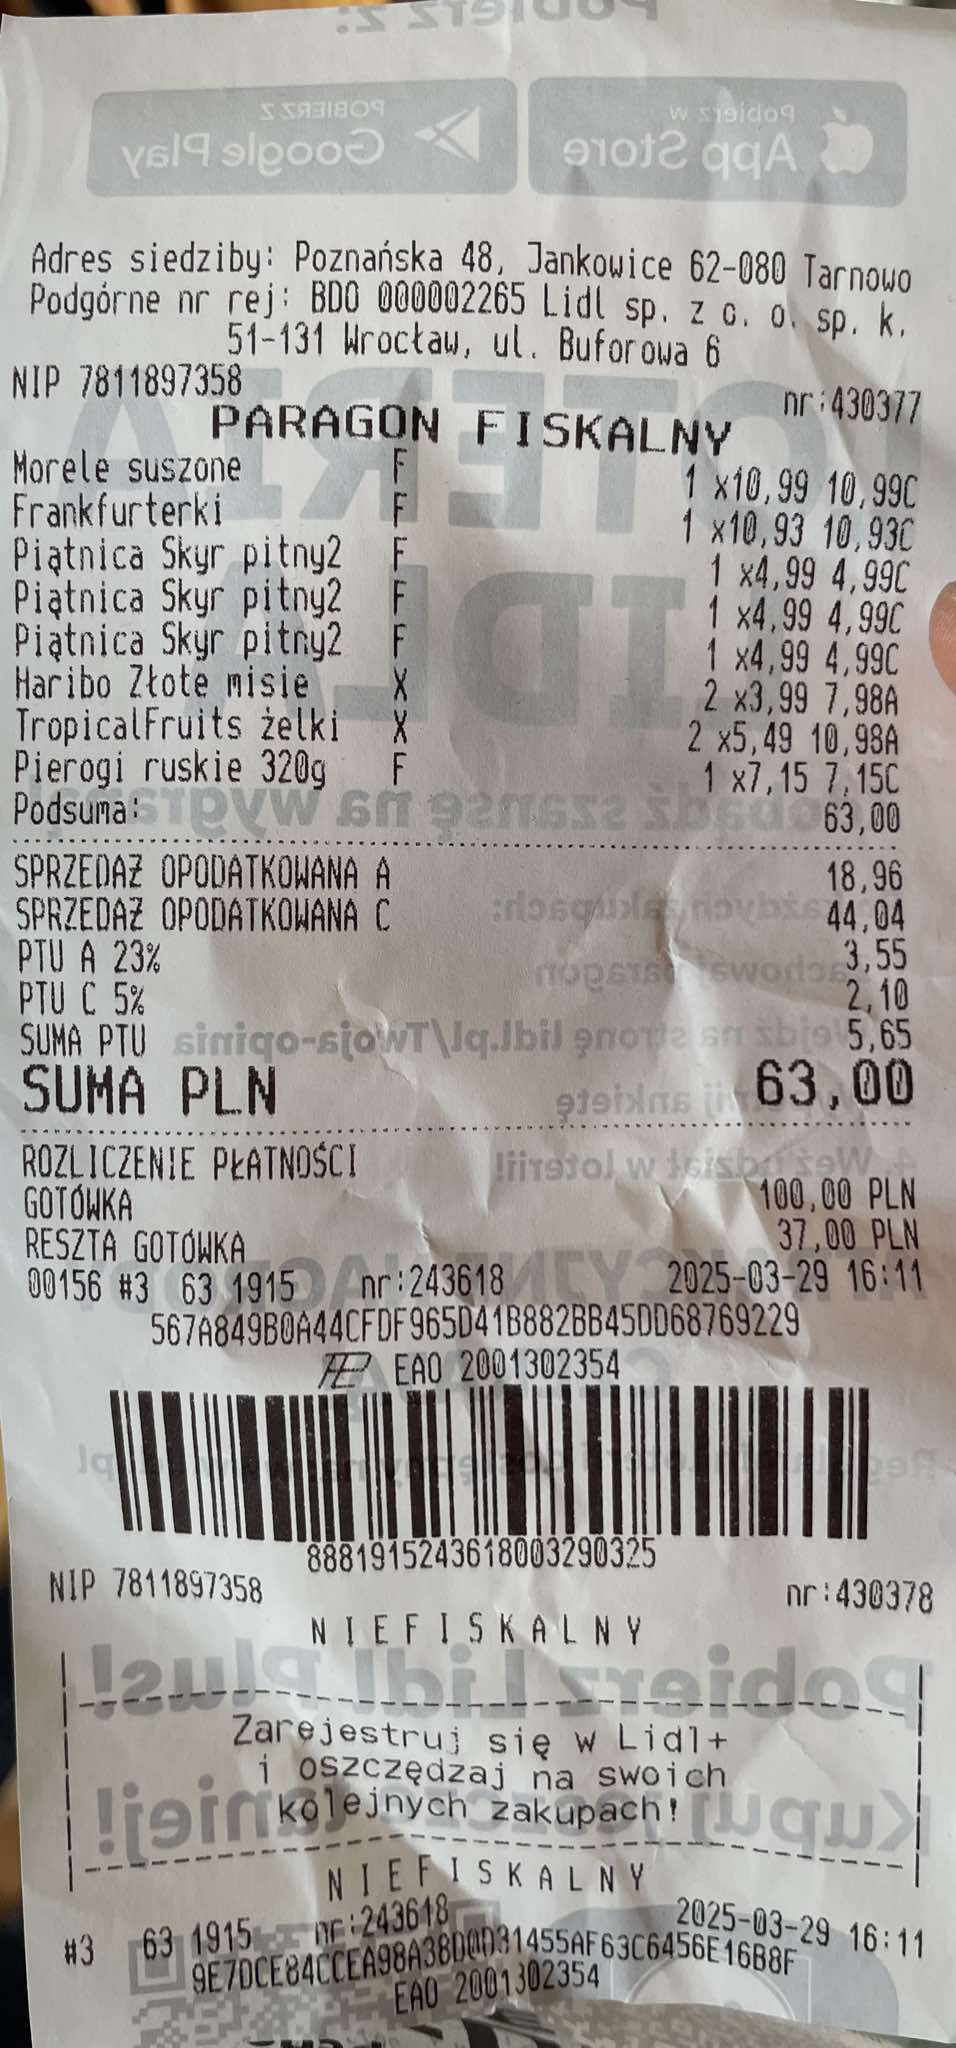 Pobierz z:
POBIERZ Z
Google Play
Pobierz w
App Store
Adres siedziby: Poznańska 48, Jankowice 62-080 Tarnowo
Podgórne nr rej: BDO 000002265 Lidl sp. z o. o. sp. k.
51-131 Wrocław, ul. Buforowa 6
NIP 7811897358 nr:430377
PARAGON FISKALNY
Morele suszone F 1 x10,99 10,99C
Frankfurterki F 1 x10,93 10,93C
Piątnica Skyr pitny2 F 1 x4,99 4,99C
Piątnica Skyr pitny2 F 1 x4,99 4,99C
Piątnica Skyr pitny2 F 1 x4,99 4,99C
Haribo Złote misie X 2 x3,99 7,98A
TropicalFruits żelki X 2 x5,49 10,98A
Pierogi ruskie 320g F 1 x7,15 7,15C
Podsuma: 63,00
SPRZEDAŻ OPODATKOWANA A 18,96
SPRZEDAŻ OPODATKOWANA C 44,04
PTU A 23% 3,55
PTU C 5% 2,10
SUMA PTU 5,65
SUMA PLN 63,00
ROZLICZENIE PŁATNOŚCI
GOTÓWKA 100,00 PLN
RESZTA GOTÓWKA 37,00 PLN
00156 #3 63 1915 nr:243618 2025-03-29 16:11
567A849B0A44CFDF965D41B882BB45DD68769229
EAO 2001302354
8881915243618003290325
NIP 7811897358 nr:430378
NIEFISKALNY
Pobierz Lidl Plus!
Zarejestruj się w Lidl+
i oszczędzaj na swoich
kolejnych zakupach!
NIEFISKALNY
#3 63 1915 nr:243618 2025-03-29 16:11
9E7DCE84CCEA98A38D0D31455AF63C6456E16B8F
EAO 2001302354